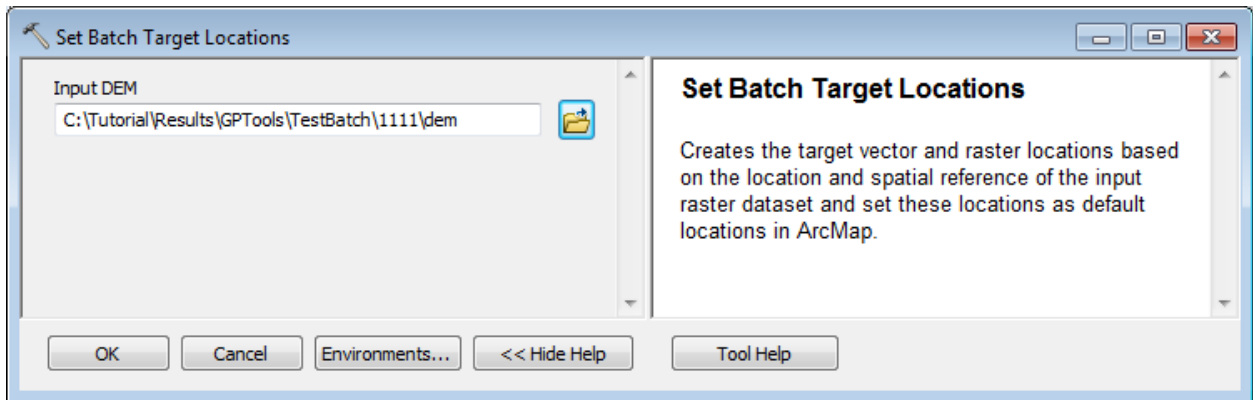 Set Batch Target Locations
Input DEM
C:\Tutorial\Results\GPTools\TestBatch\1111\dem
Set Batch Target Locations
Creates the target vector and raster locations based
on the location and spatial reference of the input
raster dataset and set these locations as default
locations in ArcMap.
OK
Cancel
Environments...
<< Hide Help
Tool Help